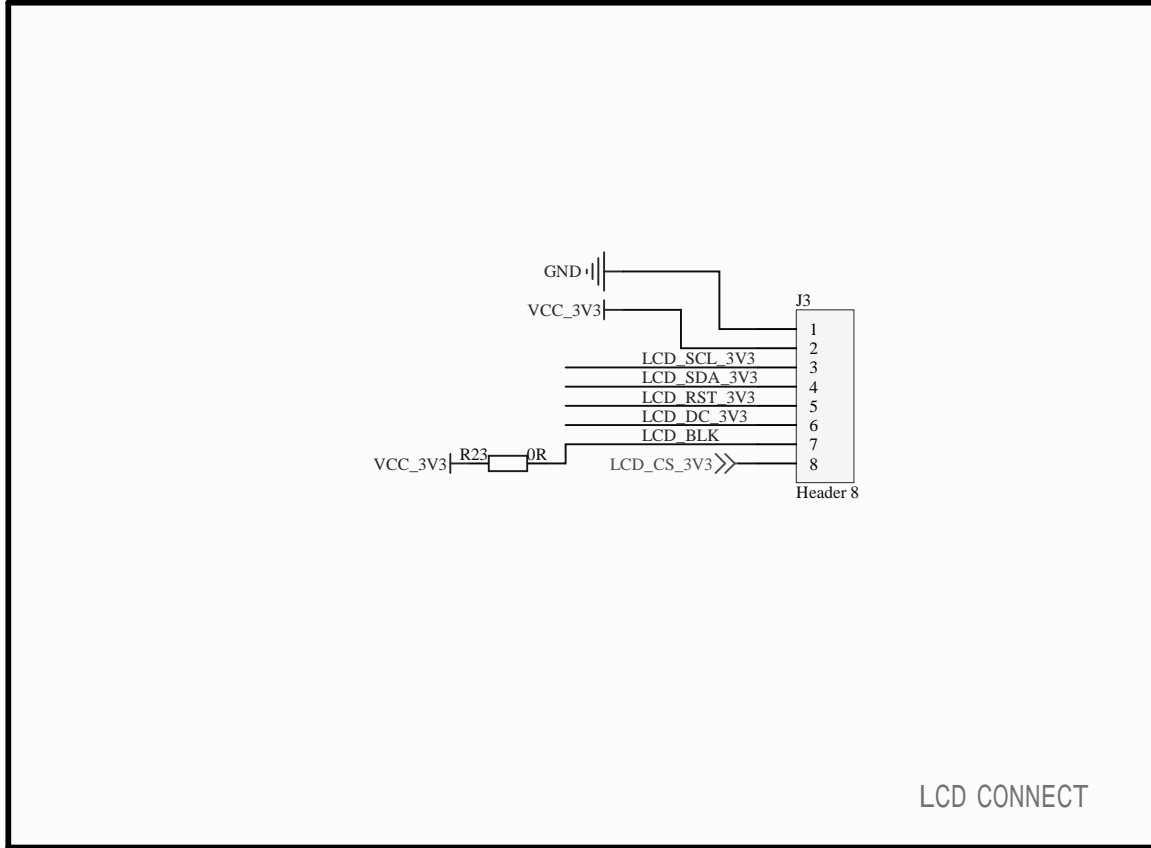 GND
J3
VCC_3V3
1
2
LCD_SCL_3V3 3
LCD_SDA_3V3 4
LCD_RST_3V3 5
LCD_DC_3V3 6
LCD_BLK 7
VCC_3V3 R23 0R LCD_CS_3V3 8
Header 8
LCD CONNECT